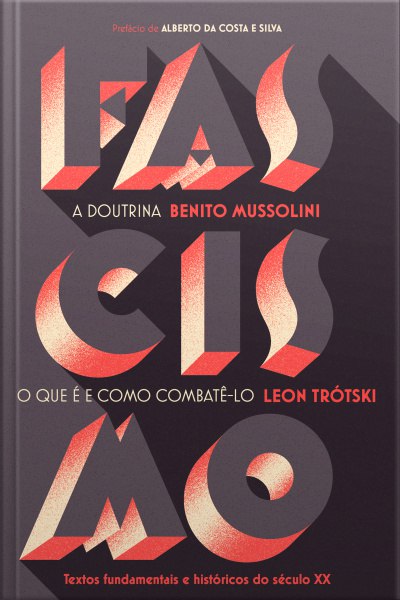 Prefácio de ALBERTO DA COSTA E SILVA
FAS
A DOUTRINA BENITO MUSSOLINI
CIS
O QUE É E COMO COMBATÊ-LO LEON TRÓTSKI
MO
Textos fundamentais e históricos do século XX